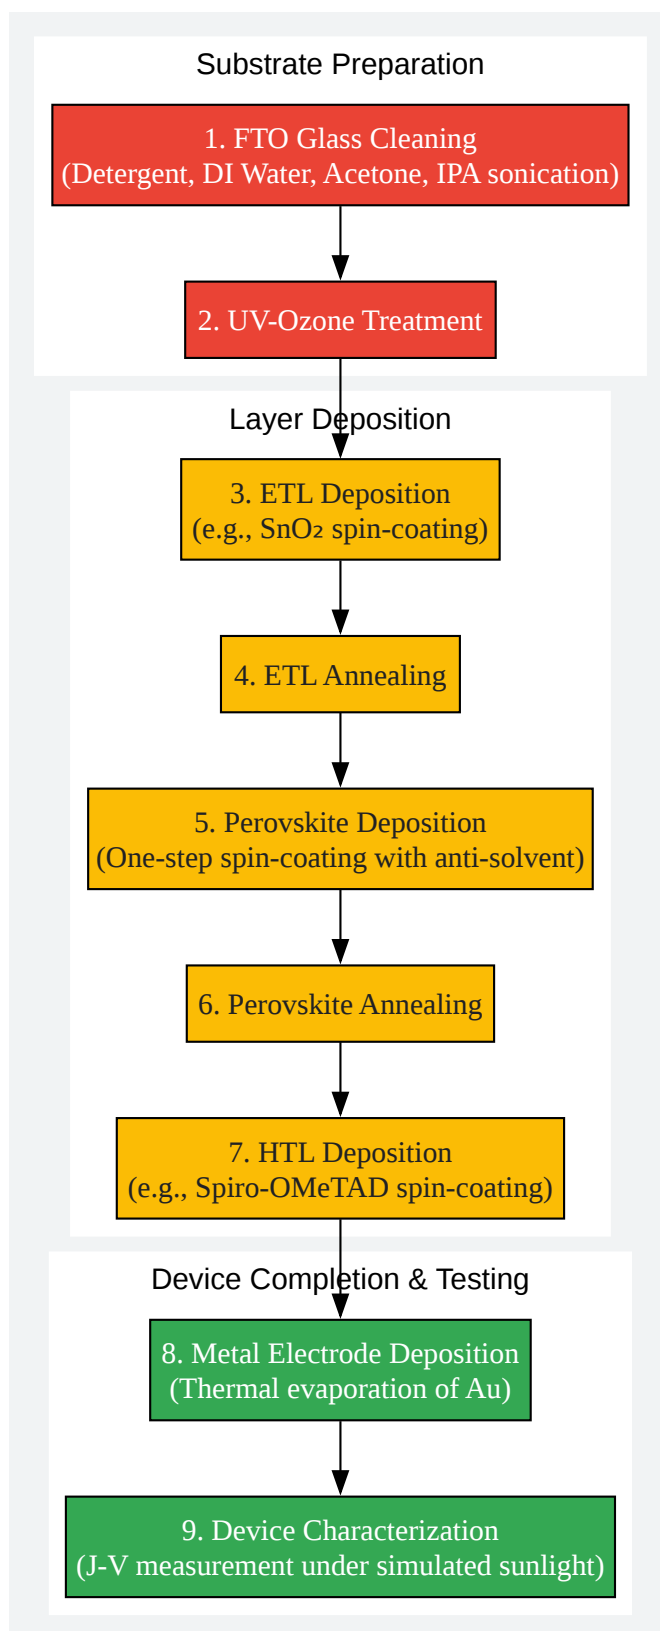 Substrate Preparation
1. FTO Glass Cleaning
(Detergent, DI Water, Acetone, IPA sonication)
2. UV-Ozone Treatment
Layer Deposition
3. ETL Deposition
(e.g., SnO₂ spin-coating)
4. ETL Annealing
5. Perovskite Deposition
(One-step spin-coating with anti-solvent)
6. Perovskite Annealing
7. HTL Deposition
(e.g., Spiro-OMeTAD spin-coating)
Device Completion & Testing
8. Metal Electrode Deposition
(Thermal evaporation of Au)
9. Device Characterization
(J-V measurement under simulated sunlight)